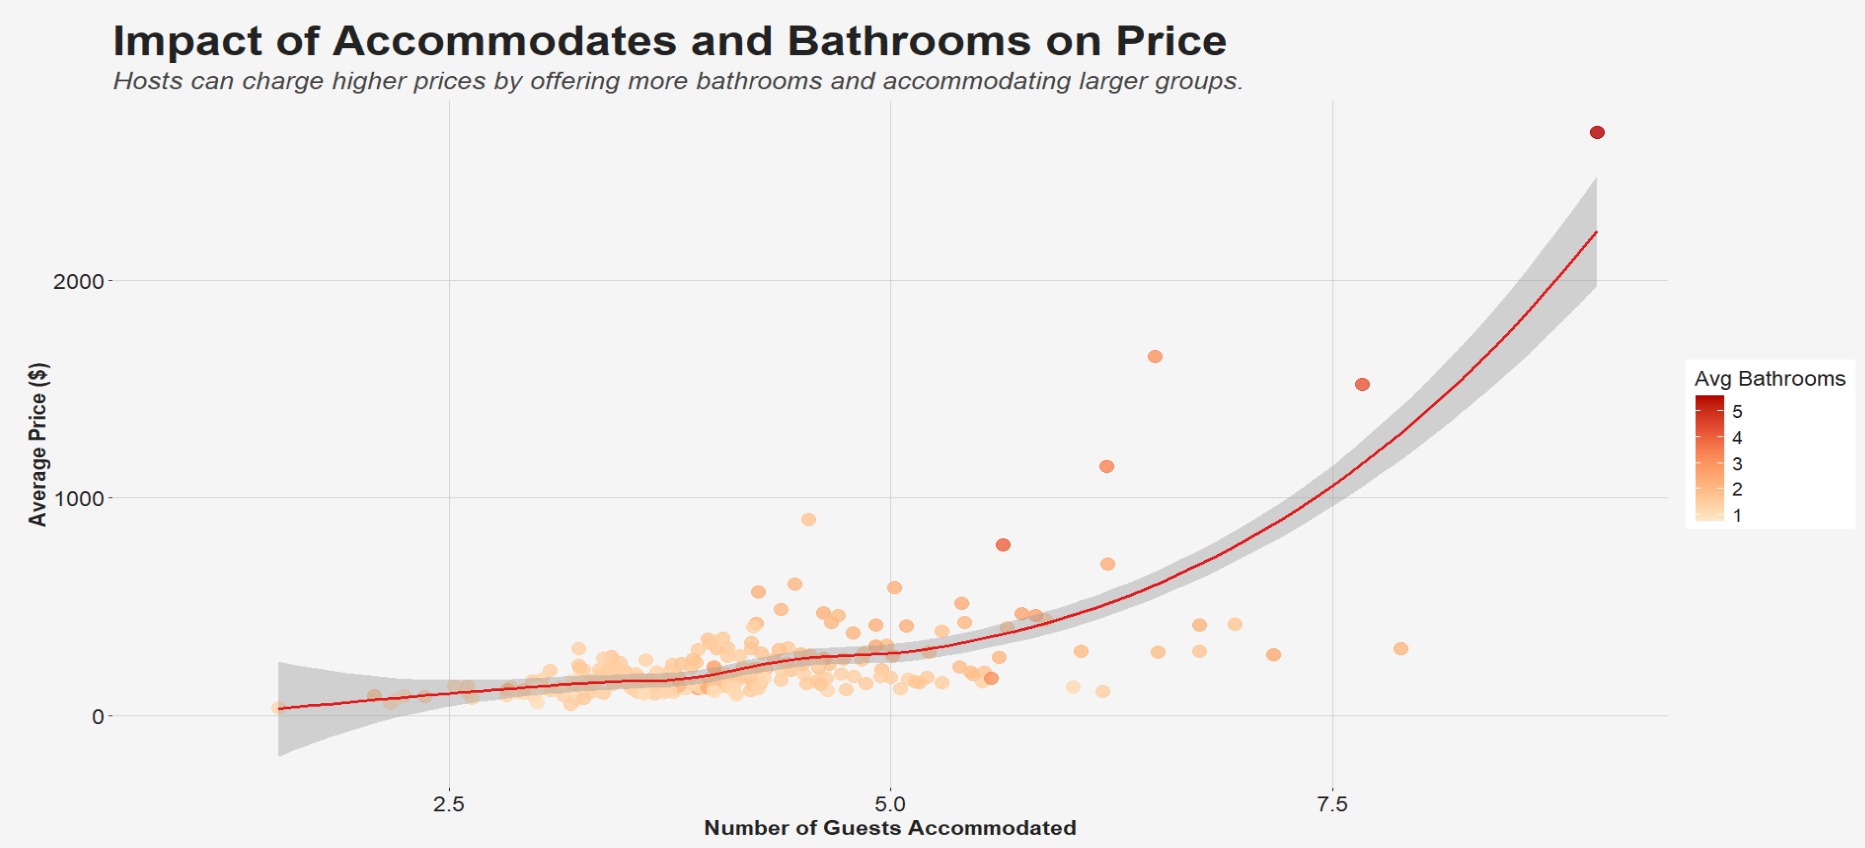 Impact of Accommodates and Bathrooms on Price
Hosts can charge higher prices by offering more bathrooms and accommodating larger groups.
Average Price ($)
2000
1000
0
2.5
5.0
7.5
Number of Guests Accommodated
Avg Bathrooms
5
4
3
2
1